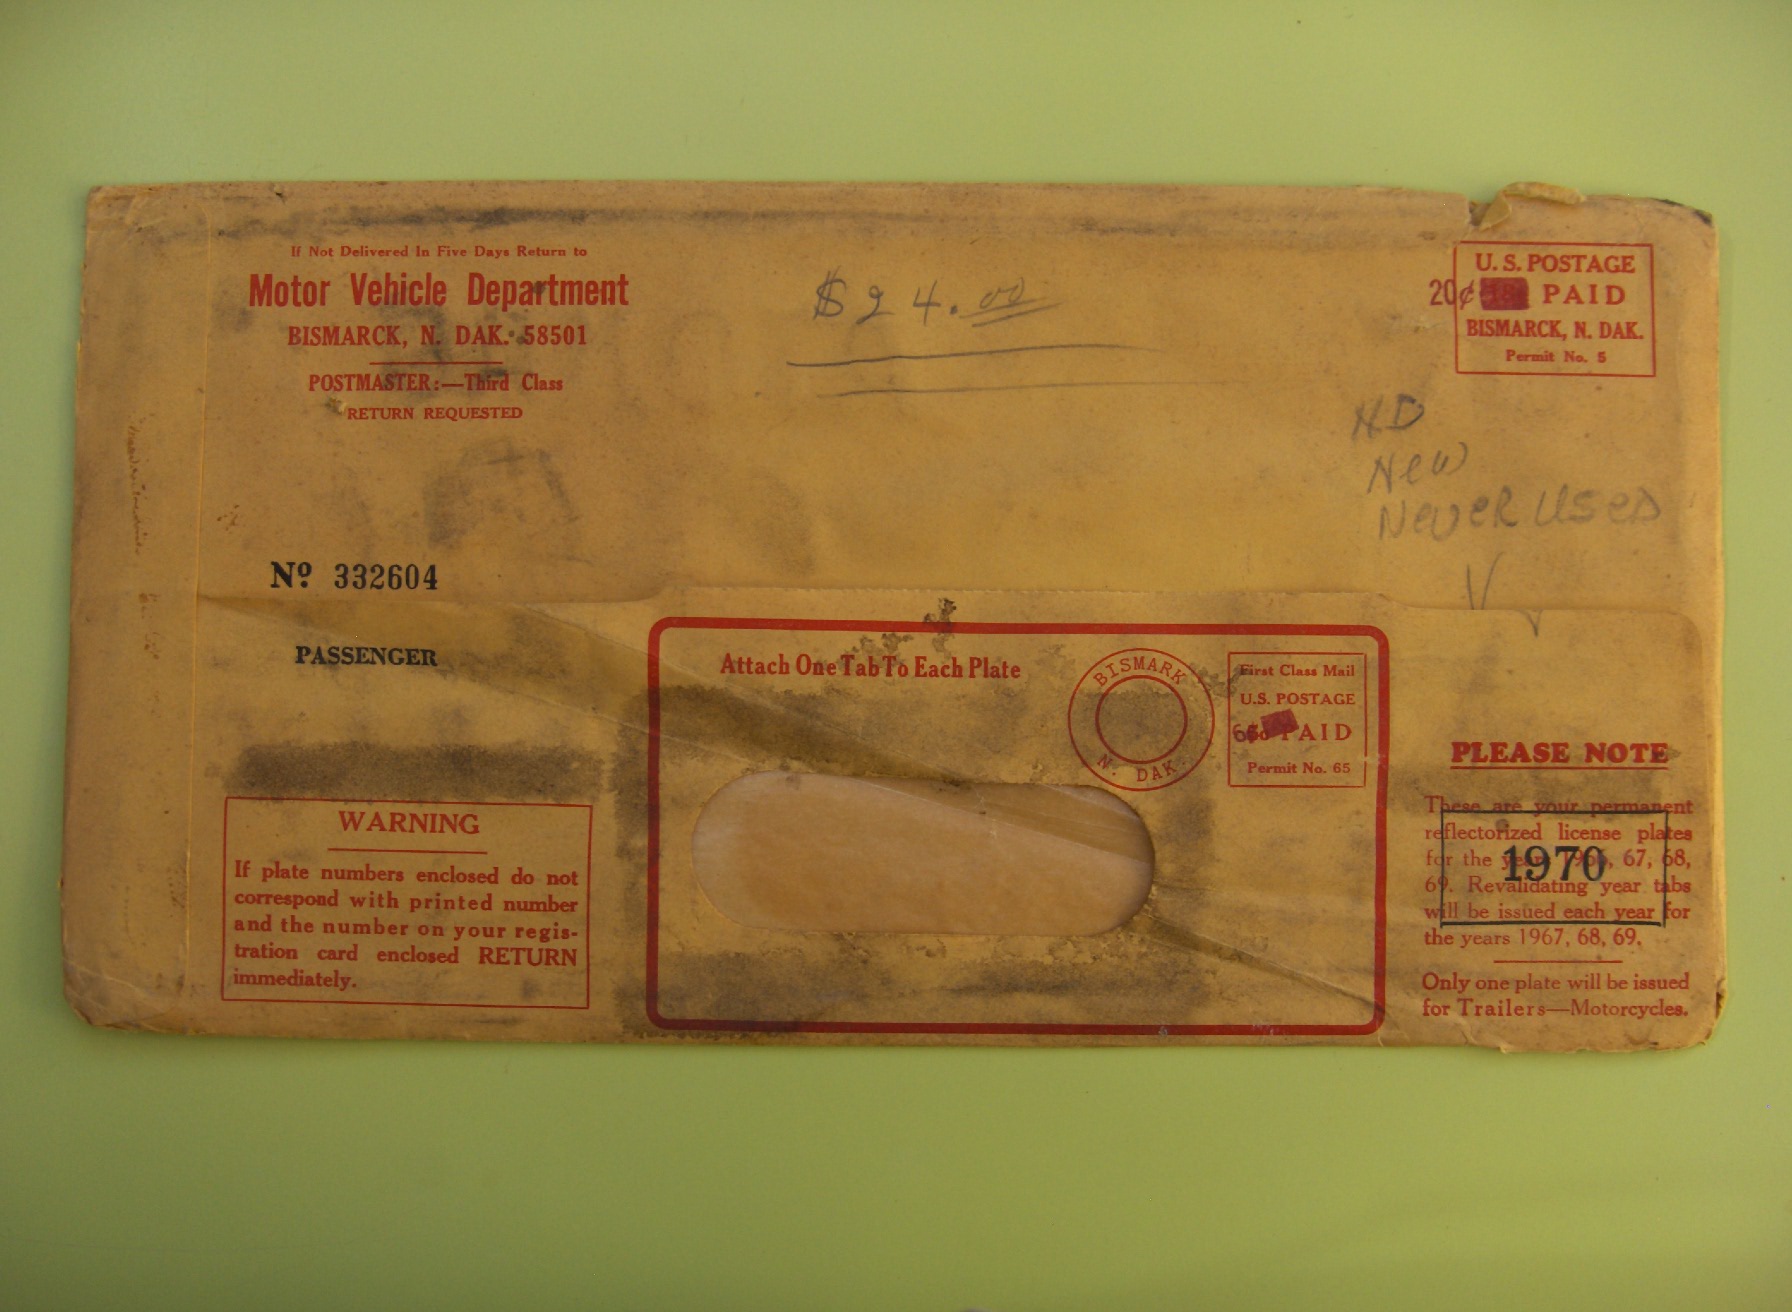 If Not Delivered In Five Days Return to
Motor Vehicle Department
BISMARCK, N. DAK. 58501
POSTMASTER:—Third Class
RETURN REQUESTED
$24.00
U. S. POSTAGE
20¢ PAID
BISMARCK, N. DAK.
Permit No. 5
New
Never Used
Nº 332604
PASSENGER
WARNING
If plate numbers enclosed do not
correspond with printed number
and the number on your regis-
tration card enclosed RETURN
immediately.
Attach One Tab To Each Plate
BISMARK
N. DAK.
First Class Mail
U.S. POSTAGE
PAID
Permit No. 65
PLEASE NOTE
These are your permanent
reflectorized license plates
for the years 1966, 67, 68,
69. Revalidating year tabs
will be issued each year for
the years 1967, 68, 69.
1970
Only one plate will be issued
for Trailers—Motorcycles.